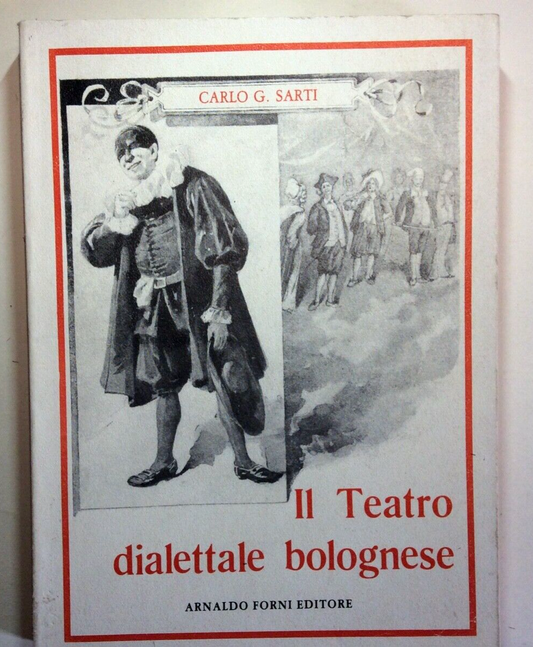 CARLO G. SARTI
Il Teatro
dialettale bolognese
ARNALDO FORNI EDITORE